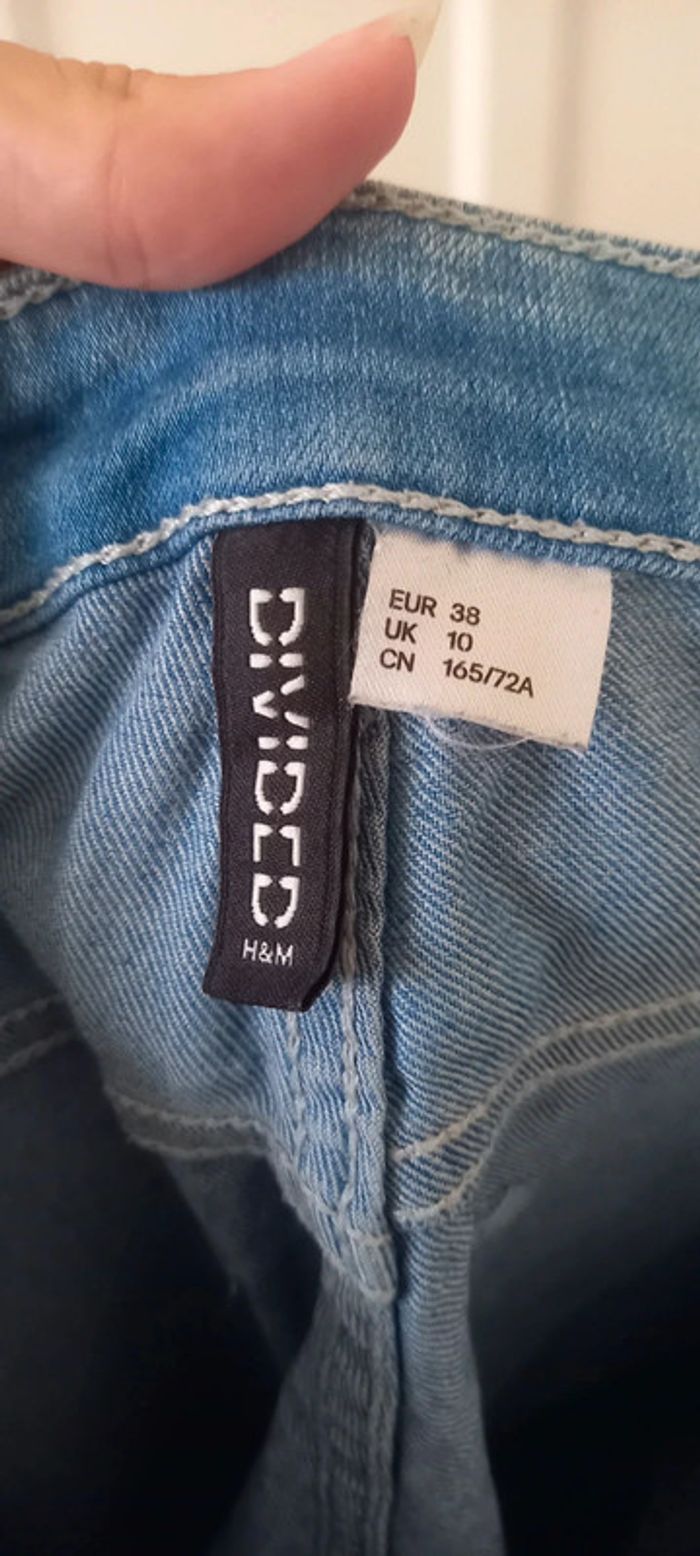 DIVIDED
H&M
EUR 38
UK 10
CN 165/72A